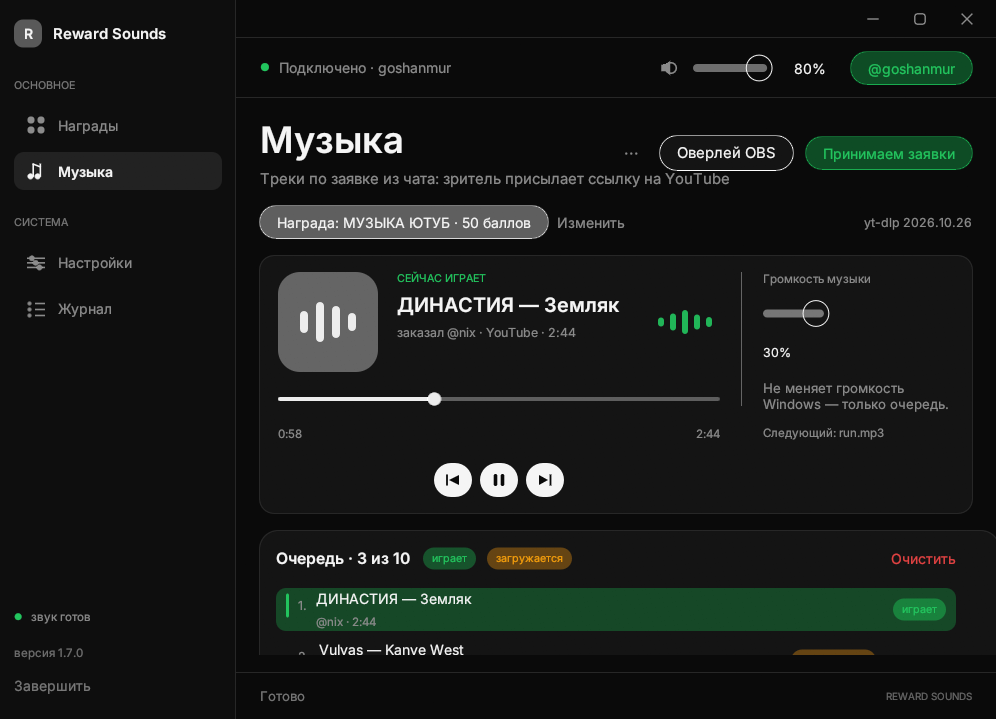 R Reward Sounds
ОСНОВНОЕ
Награды
Музыка
СИСТЕМА
Настройки
Журнал
звук готов
версия 1.7.0
Завершить
Подключено · goshanmur
80%
@goshanmur
Музыка
...
Оверлей OBS
Принимаем заявки
Треки по заявке из чата: зритель присылает ссылку на YouTube
Награда: МУЗЫКА ЮТУБ · 50 баллов
Изменить
yt-dlp 2026.10.26
СЕЙЧАС ИГРАЕТ
ДИНАСТИЯ — Земляк
заказал @nix · YouTube · 2:44
0:58
2:44
Громкость музыки
30%
Не меняет громкость
Windows — только очередь.
Следующий: run.mp3
Очередь · 3 из 10
играет
загружается
Очистить
1. ДИНАСТИЯ — Земляк
@nix · 2:44
играет
Vulyas — Kanye West
Готово
REWARD SOUNDS